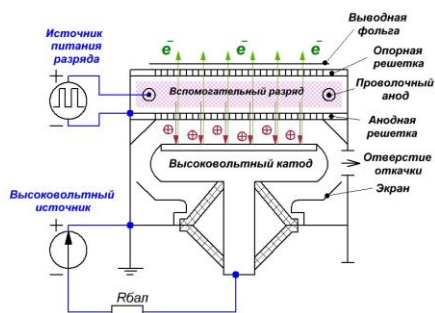 Источник
питания
разряда
e⁻ e⁻ e⁻
Выводная
фольга
Опорная
решетка
Вспомогательный разряд
Проволочный
анод
Анодная
решетка
+
−
⊕ ⊕ ⊕ ⊕
Высоковольтный катод
Отверстие
откачки
Экран
Высоковольтный
источник
+
−
Rбал